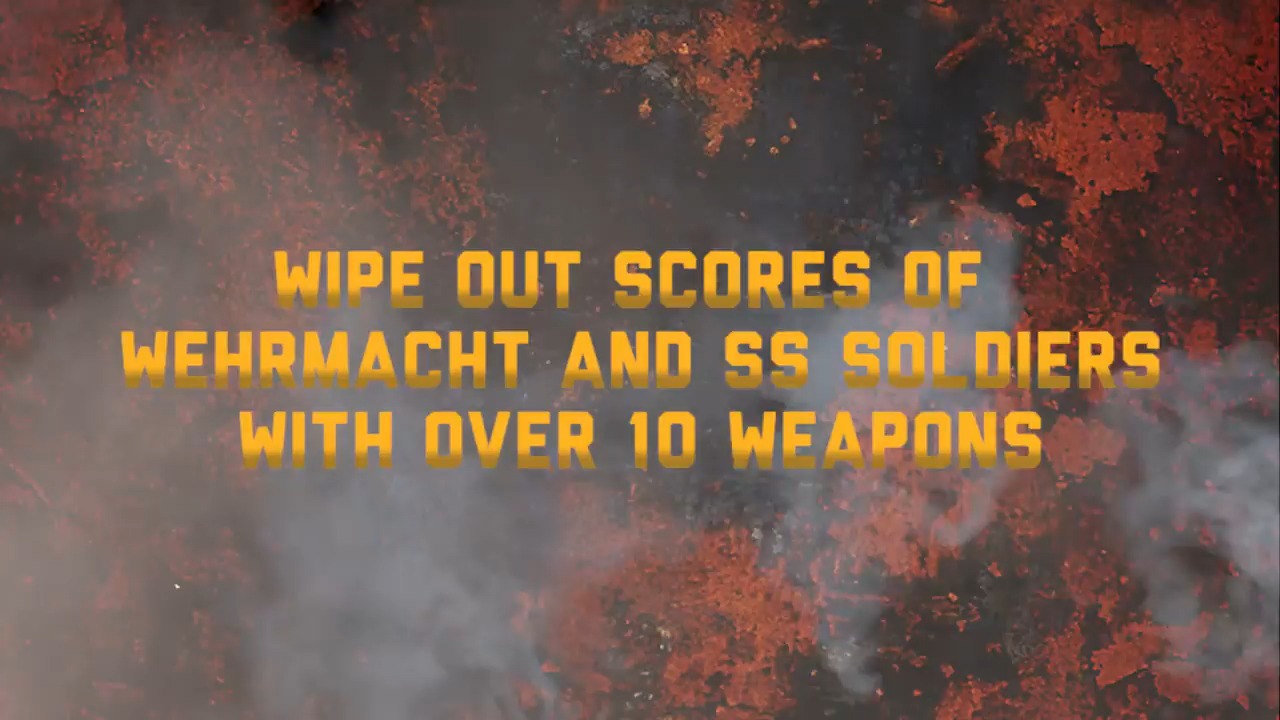 WIPE OUT SCORES OF
WEHRMACHT AND SS SOLDIERS
WITH OVER 10 WEAPONS